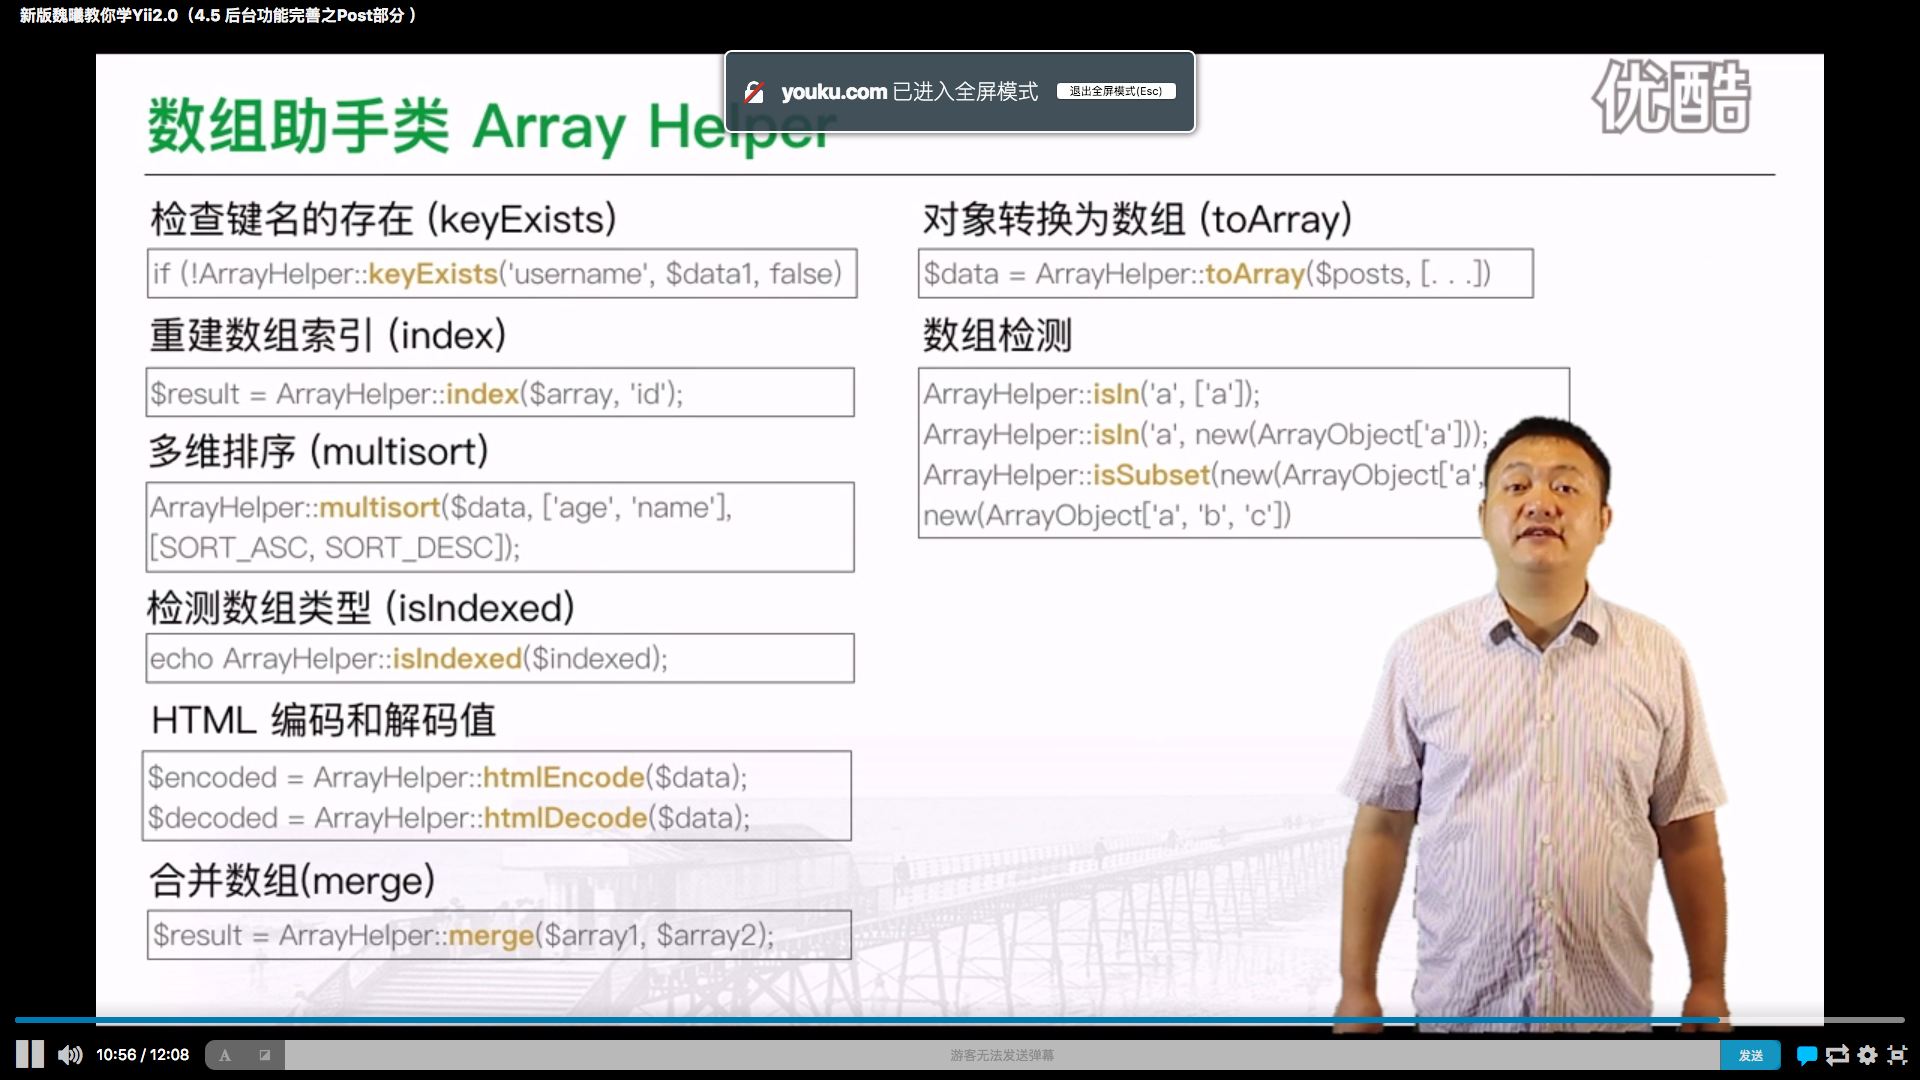 新版魏曦教你学Yii2.0（4.5 后台功能完善之Post部分 ）
youku.com 已进入全屏模式 退出全屏模式(Esc)
优酷
数组助手类 Array Helper
检查键名的存在 (keyExists)
if (!ArrayHelper::keyExists('username', $data1, false)
重建数组索引 (index)
$result = ArrayHelper::index($array, 'id');
多维排序 (multisort)
ArrayHelper::multisort($data, ['age', 'name'],
[SORT_ASC, SORT_DESC]);
检测数组类型 (isIndexed)
echo ArrayHelper::isIndexed($indexed);
HTML 编码和解码值
$encoded = ArrayHelper::htmlEncode($data);
$decoded = ArrayHelper::htmlDecode($data);
合并数组(merge)
$result = ArrayHelper::merge($array1, $array2);
对象转换为数组 (toArray)
$data = ArrayHelper::toArray($posts, [. . .])
数组检测
ArrayHelper::isIn('a', ['a']);
ArrayHelper::isIn('a', new(ArrayObject['a']));
ArrayHelper::isSubset(new(ArrayObject['a',
new(ArrayObject['a', 'b', 'c'])
10:56 / 12:08
A
游客无法发送弹幕
发送